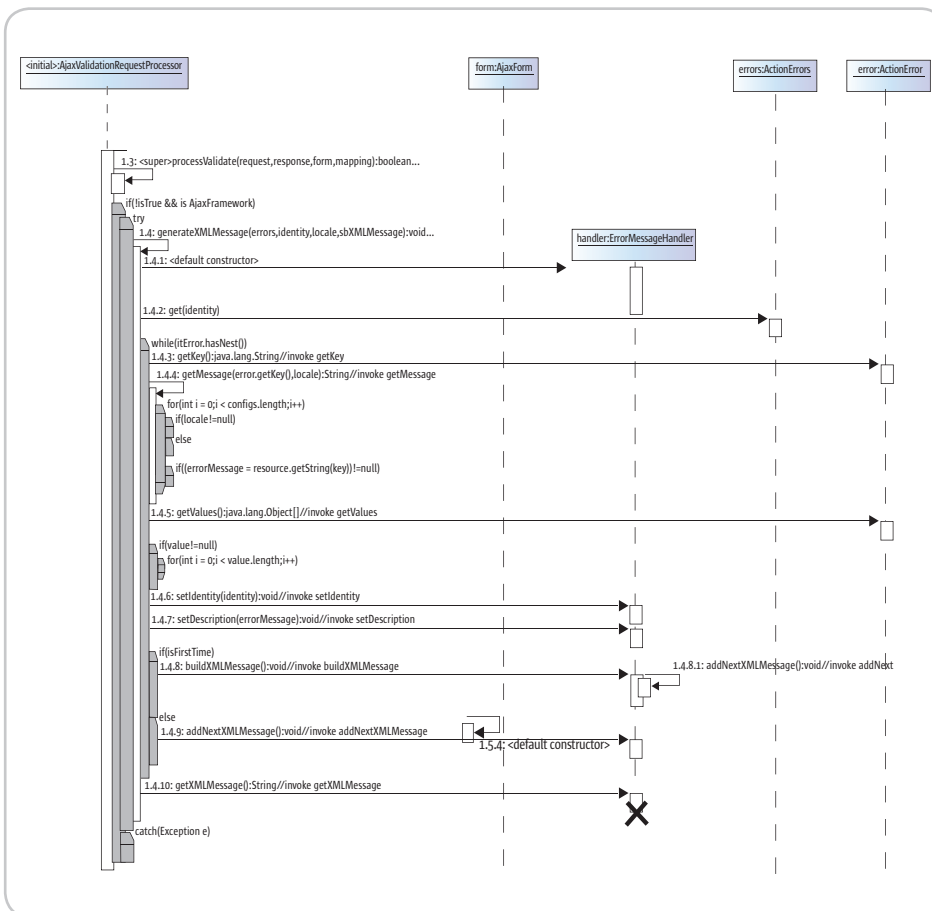 <initial>:AjaxValidationRequestProcessor
form:AjaxForm
errors:ActionErrors
error:ActionError
1.3: <super>processValidate(request,response,form,mapping):boolean...
if(!isTrue && is AjaxFramework)
try
1.4: generateXMLMessage(errors,identity,locale,sbXMLMessage):void...
handler:ErrorMessageHandler
1.4.1: <default constructor>
1.4.2: get(identity)
while(itError.hasNest())
1.4.3: getKey():java.lang.String//invoke getKey
1.4.4: getMessage(error.getKey(),locale):String//invoke getMessage
for(int i = 0;i < configs.length;i++)
if(locale!=null)
else
if((errorMessage = resource.getString(key))!=null)
1.4.5: getValues():java.lang.Object[]//invoke getValues
if(value!=null)
for(int i = 0;i < value.length;i++)
1.4.6: setIdentity(identity):void//invoke setIdentity
1.4.7: setDescription(errorMessage):void//invoke setDescription
if(isFirstTime)
1.4.8: buildXMLMessage():void//invoke buildXMLMessage
1.4.8.1: addNextXMLMessage():void//invoke addNext
else
1.4.9: addNextXMLMessage():void//invoke addNextXMLMessage
1.5.4: <default constructor>
1.4.10: getXMLMessage():String//invoke getXMLMessage
catch(Exception e)